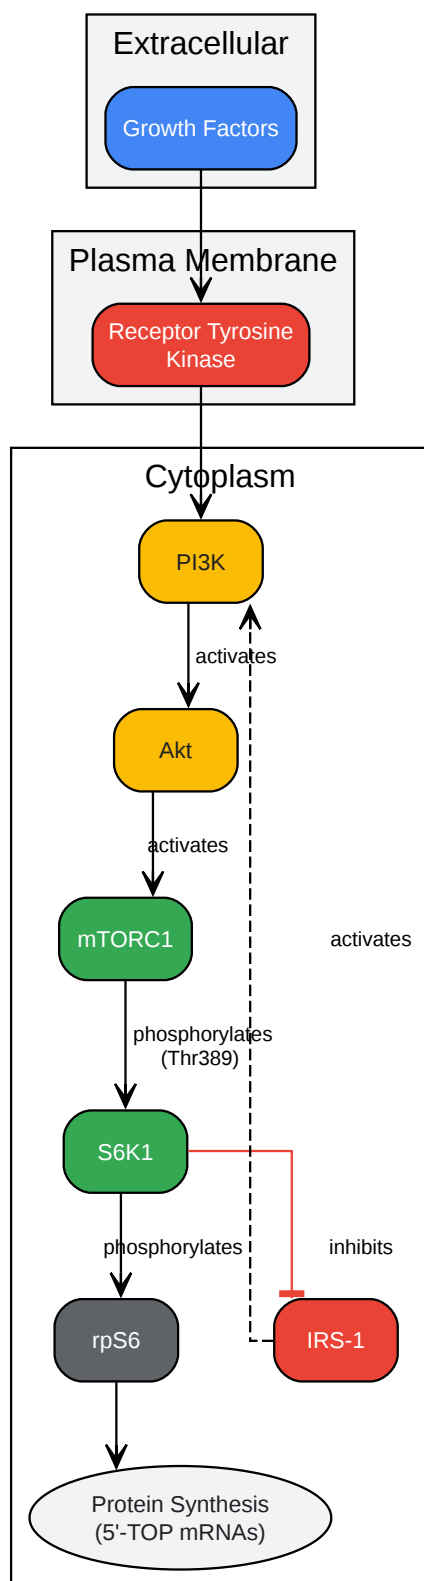 Extracellular
Growth Factors
Plasma Membrane
Receptor Tyrosine
Kinase
Cytoplasm
PI3K
activates
Akt
activates
mTORC1
activates
phosphorylates
(Thr389)
S6K1
phosphorylates
inhibits
rpS6
IRS-1
Protein Synthesis
(5'-TOP mRNAs)